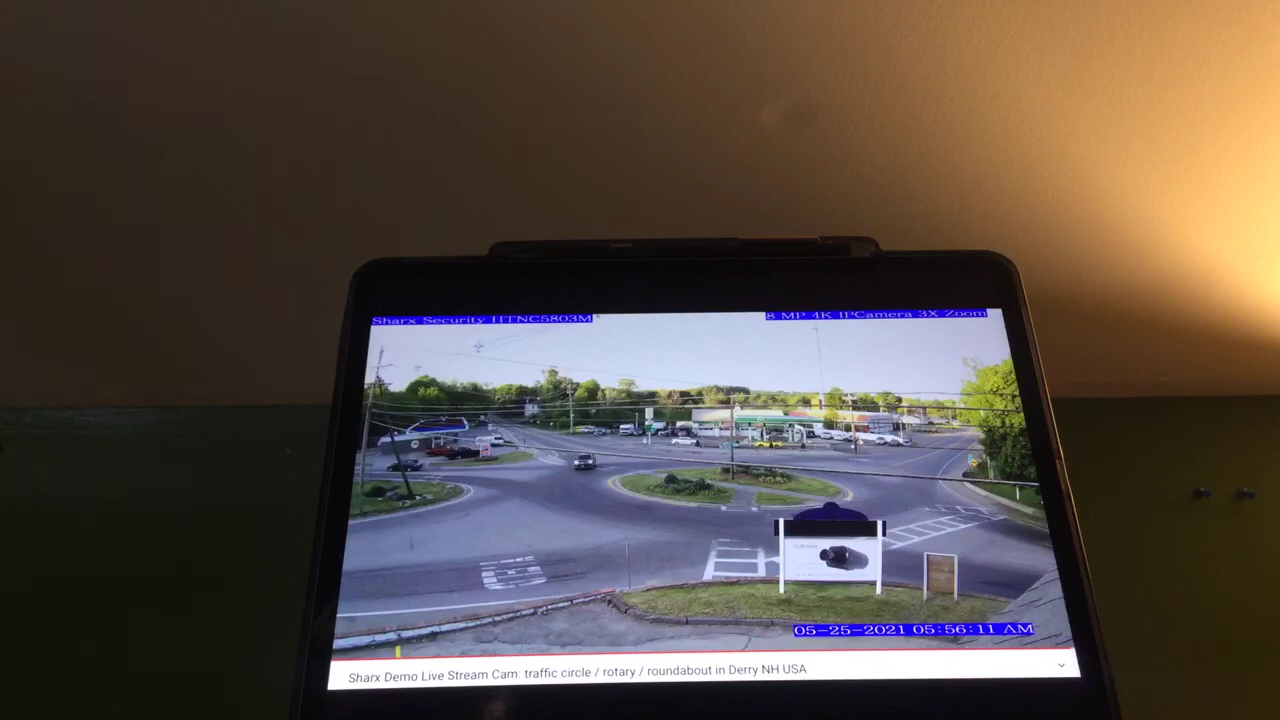 Sharx Security HTNC5803M
8 MP 4K IPCamera 3X Zoom
05-25-2021 05:56:11 AM
Sharx Demo Live Stream Cam: traffic circle / rotary / roundabout in Derry NH USA